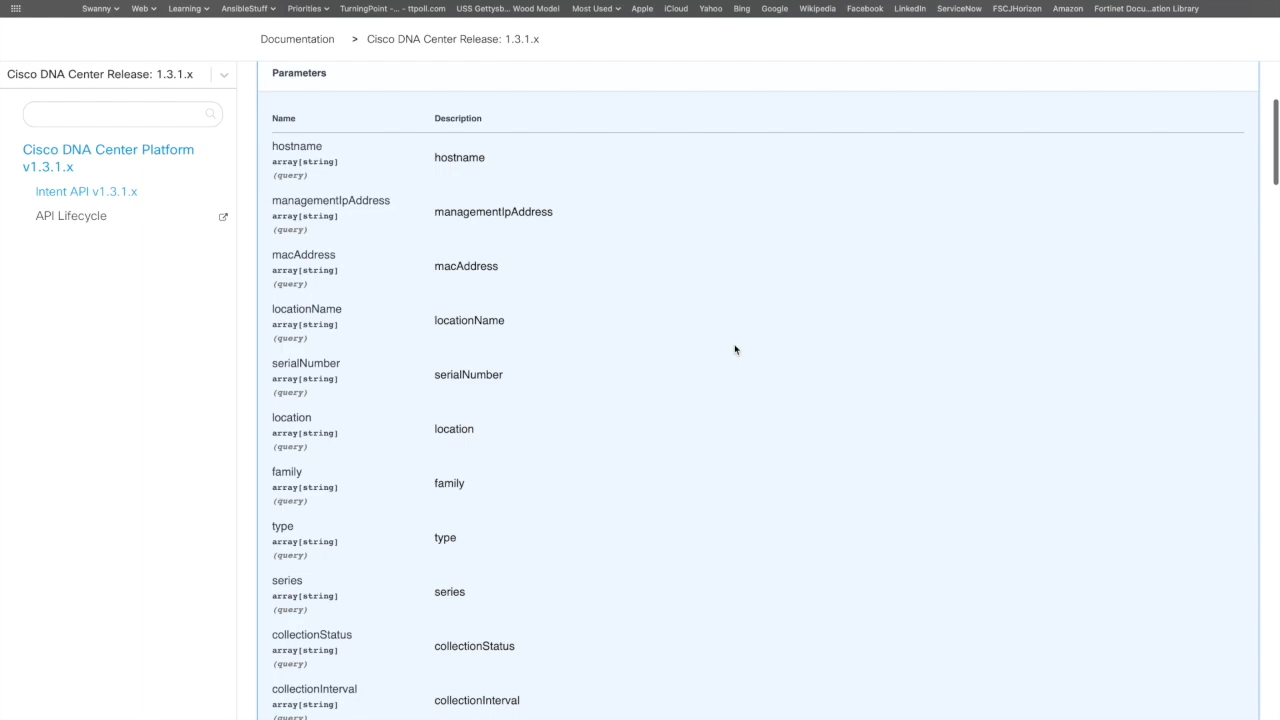 Swanny Web Learning AnsibleStuff Priorities TurningPoint -... - ttpoll.com USS Gettysb... Wood Model Most Used Apple iCloud Yahoo Bing Google Wikipedia Facebook LinkedIn ServiceNow FSCJHorizon Amazon Fortinet Docu...ation Library
Documentation > Cisco DNA Center Release: 1.3.1.x
Cisco DNA Center Release: 1.3.1.x
Cisco DNA Center Platform
v1.3.1.x
Intent API v1.3.1.x
API Lifecycle
Parameters
Name Description
hostname
array[string]
(query)
hostname
managementIpAddress
array[string]
(query)
managementIpAddress
macAddress
array[string]
(query)
macAddress
locationName
array[string]
(query)
locationName
serialNumber
array[string]
(query)
serialNumber
location
array[string]
(query)
location
family
array[string]
(query)
family
type
array[string]
(query)
type
series
array[string]
(query)
series
collectionStatus
array[string]
(query)
collectionStatus
collectionInterval
array[string]
(query)
collectionInterval